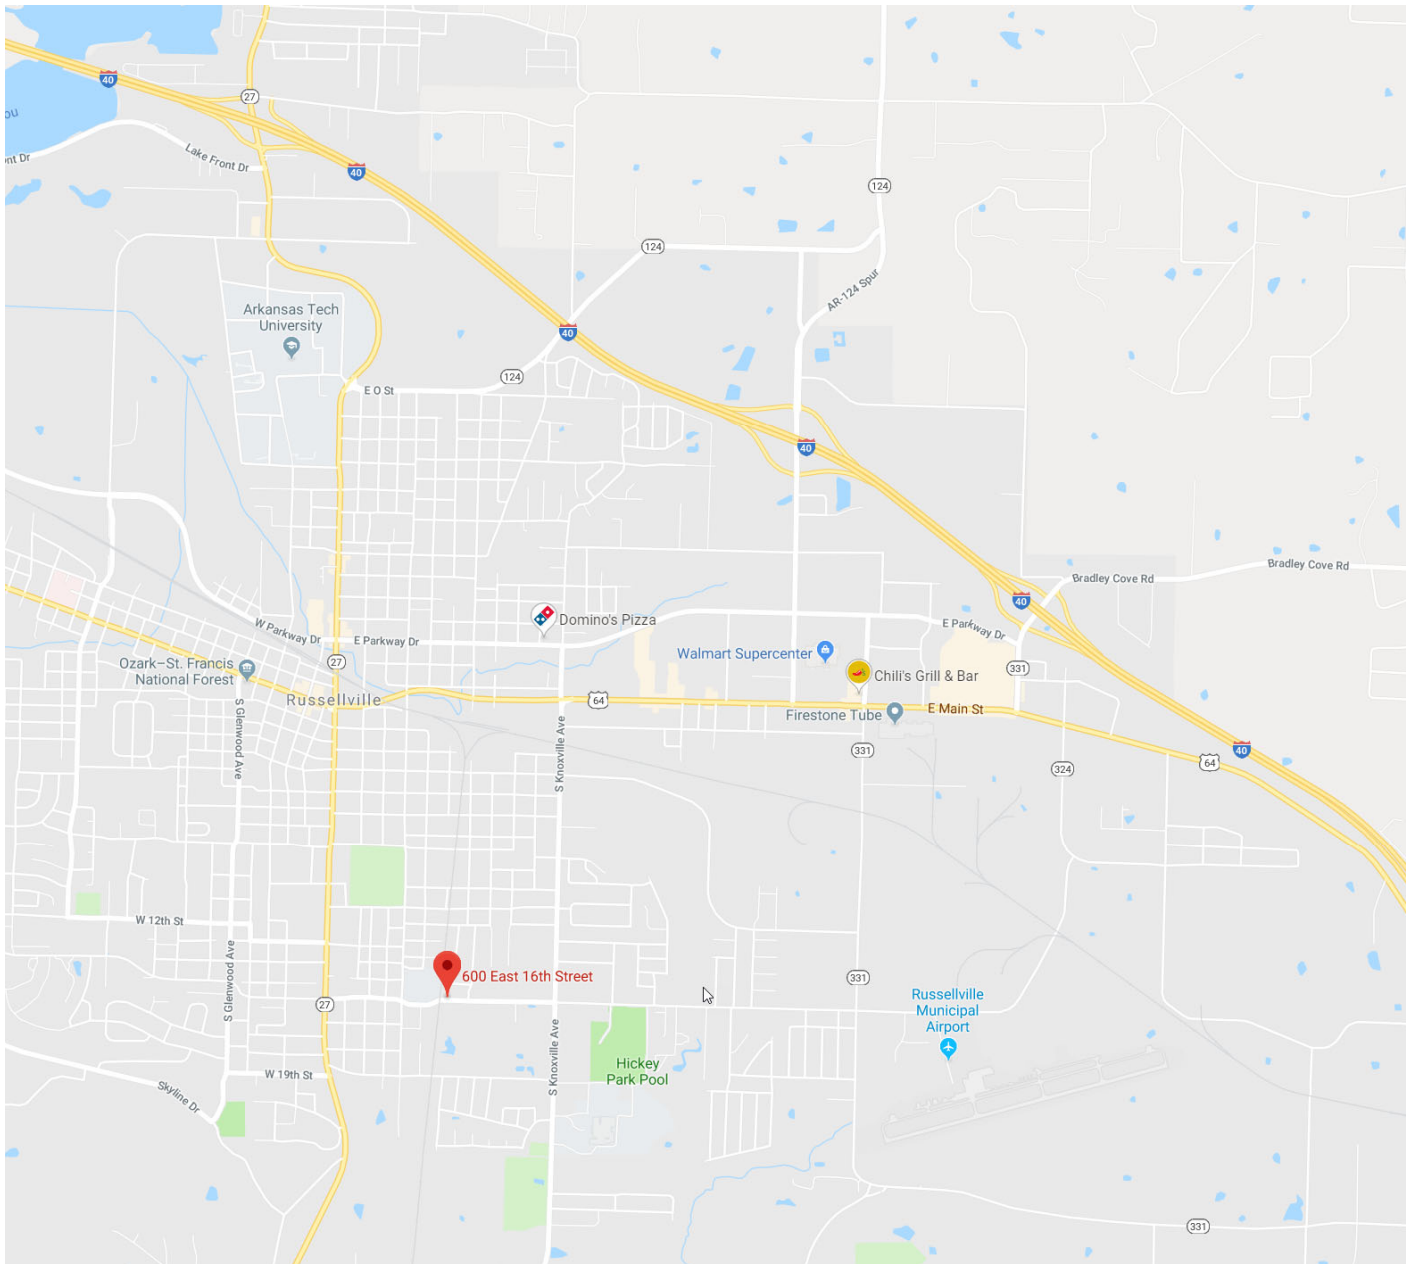 40
27
ou
nt Dr
Lake Front Dr
40
124
124
AR-124 Spur
Arkansas Tech
University
40
124
E O St
40
Bradley Cove Rd
Bradley Cove Rd
40
W Parkway Dr
E Parkway Dr
Domino's Pizza
E Parkway Dr
27
Walmart Supercenter
331
Ozark–St. Francis
National Forest
Chili's Grill & Bar
Russellville
64
Firestone Tube
E Main St
S Glenwood Ave
S Knoxville Ave
331
40
64
324
W 12th St
S Glenwood Ave
600 East 16th Street
331
27
Russellville
Municipal
Airport
S Knoxville Ave
Hickey
Park Pool
W 19th St
Skyline Dr
331